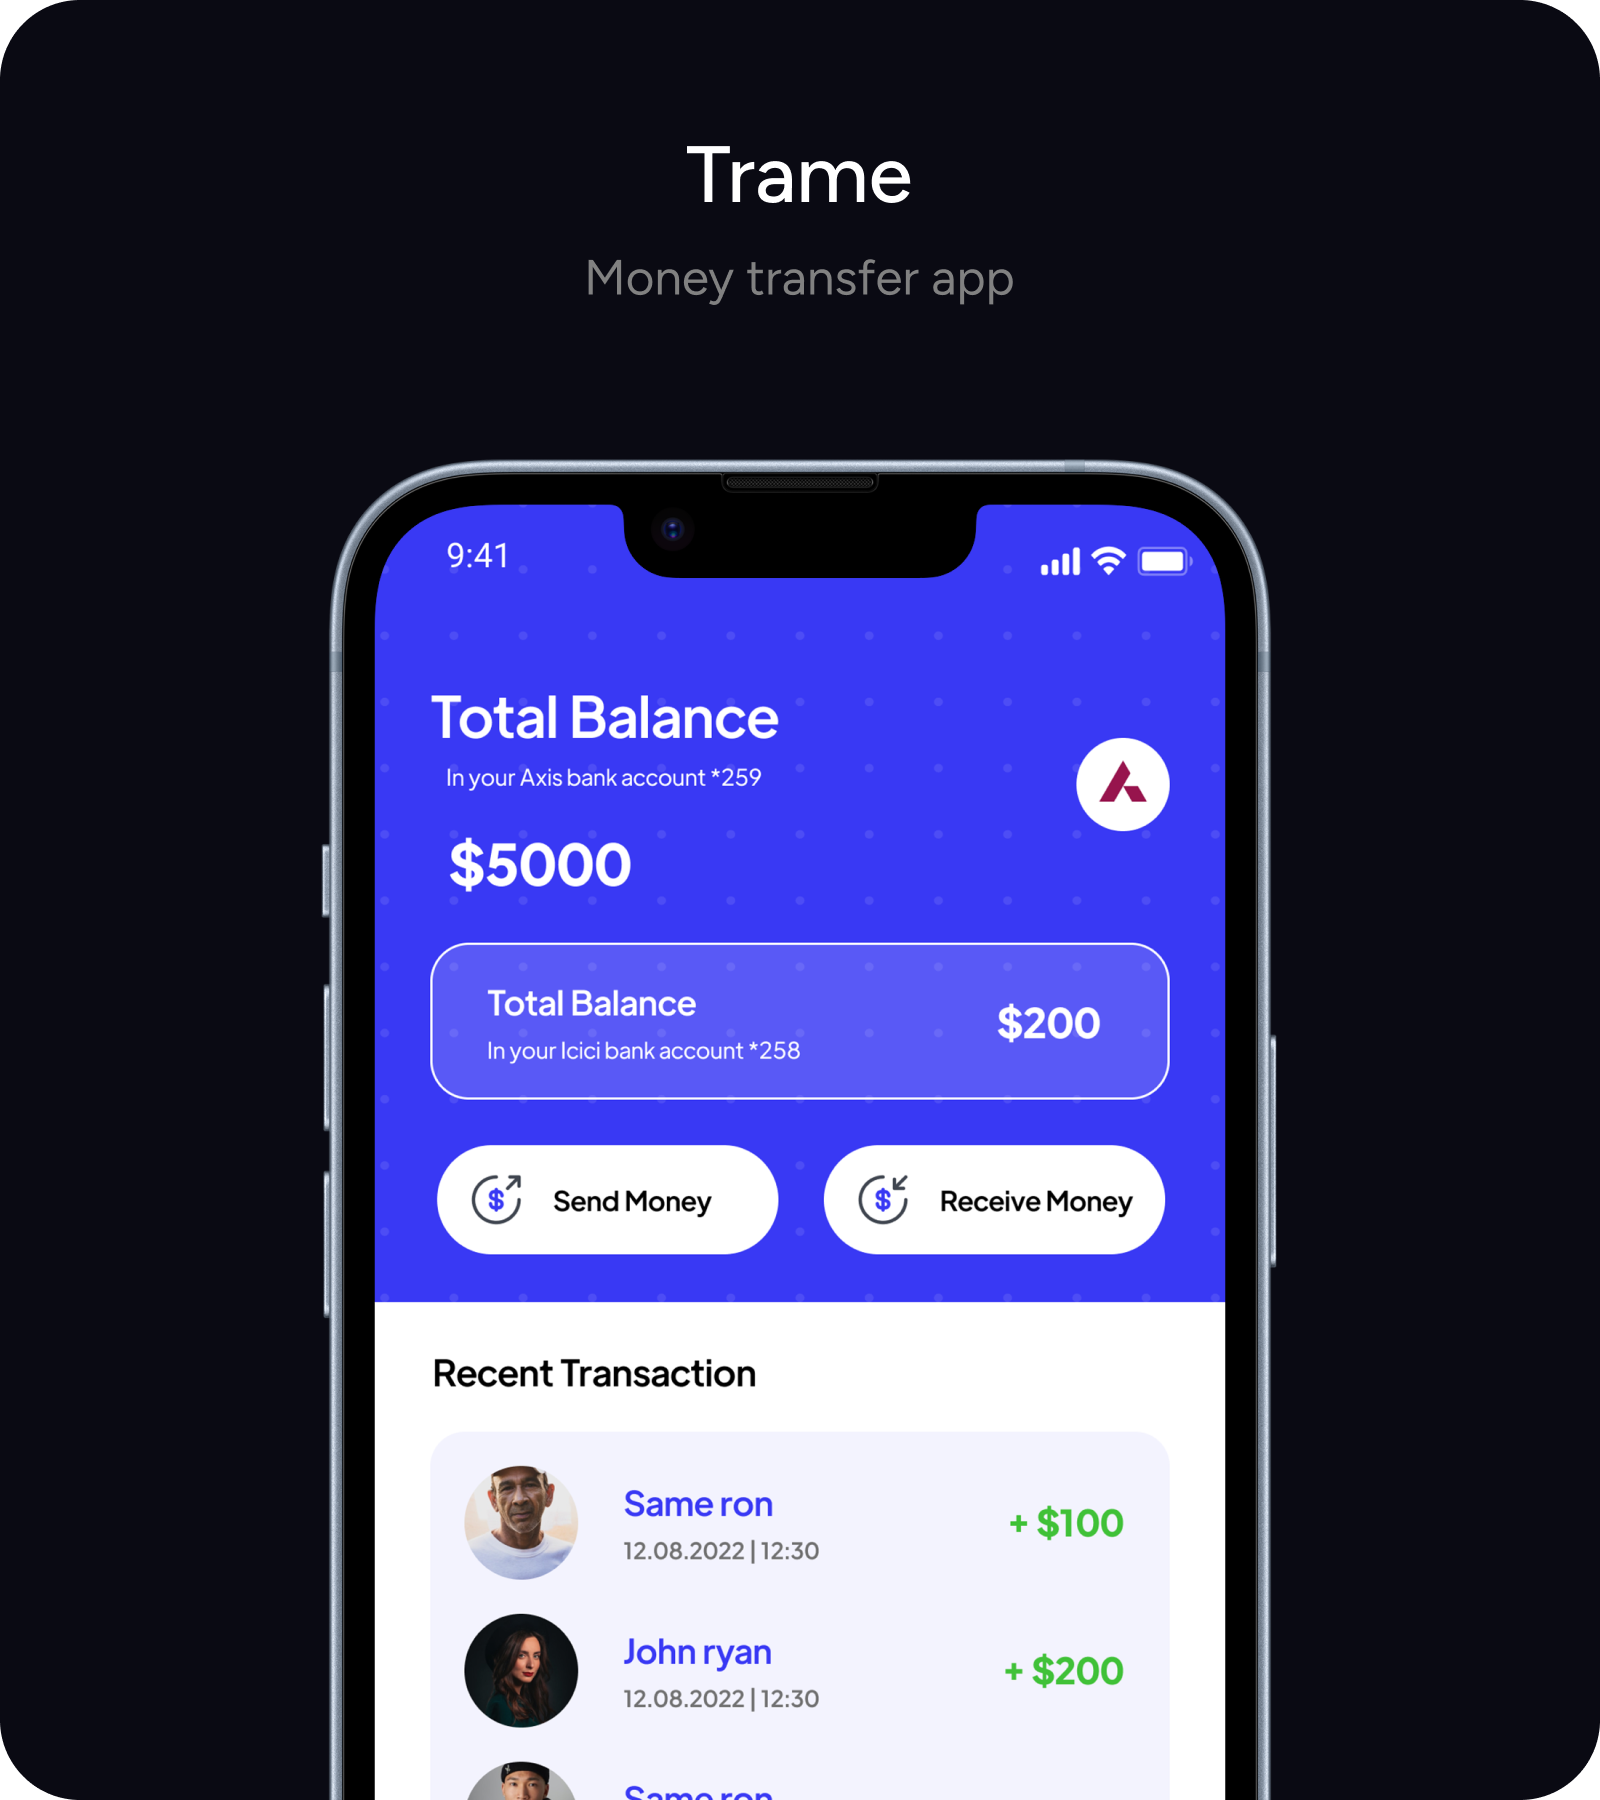 Trame
Money transfer app
9:41
Total Balance
In your Axis bank account *259
$5000
Total Balance
In your Icici bank account *258
$200
$ Send Money
$ Receive Money
Recent Transaction
Same ron
12.08.2022 | 12:30
+ $100
John ryan
12.08.2022 | 12:30
+ $200
Same ron